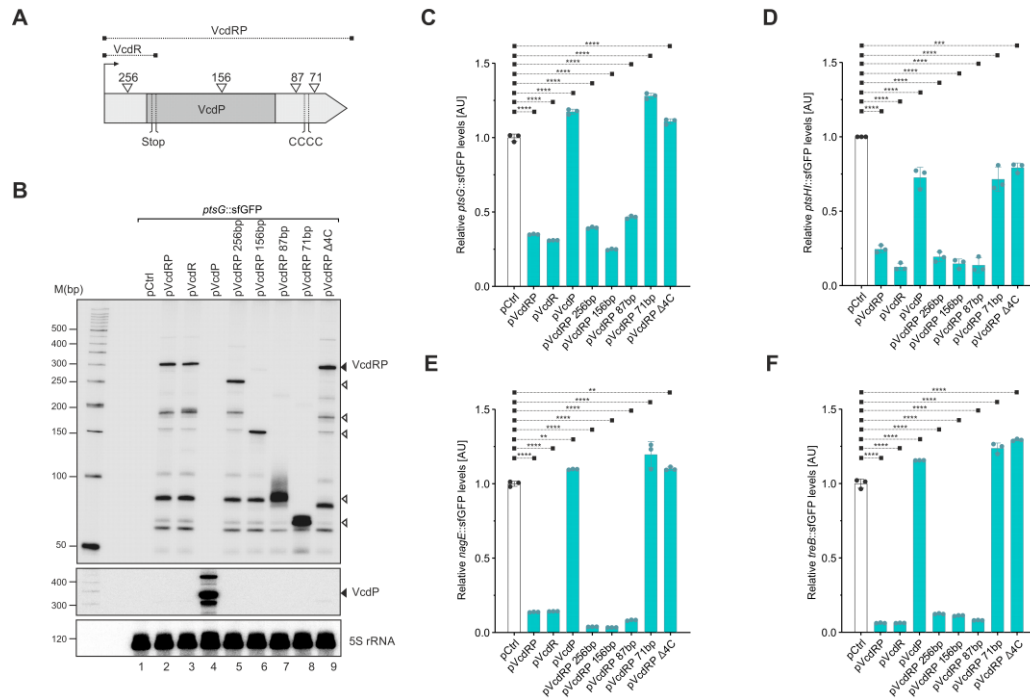 A
VcdRP
VcdR
256
156
87
71
VcdP
Stop
CCCC
B
ptsG::sfGFP
M(bp)
pCtrl
pVcdRP
pVcdR
pVcdP
pVcdRP 256bp
pVcdRP 156bp
pVcdRP 87bp
pVcdRP 71bp
pVcdRP Δ4C
500
400
300
250
200
150
100
50
VcdRP
400
300
VcdP
120
5S rRNA
1 2 3 4 5 6 7 8 9
C
Relative ptsG::sfGFP levels [AU]
1.5
1.0
0.5
0.0
****
****
****
****
****
****
****
****
pCtrl
pVcdRP
pVcdR
pVcdP
pVcdRP 256bp
pVcdRP 156bp
pVcdRP 87bp
pVcdRP 71bp
pVcdRP Δ4C
D
Relative ptsHI::sfGFP levels [AU]
1.5
1.0
0.5
0.0
***
****
****
****
****
****
****
****
pCtrl
pVcdRP
pVcdR
pVcdP
pVcdRP 256bp
pVcdRP 156bp
pVcdRP 87bp
pVcdRP 71bp
pVcdRP Δ4C
E
Relative nagE::sfGFP levels [AU]
1.5
1.0
0.5
0.0
**
****
****
****
****
**
****
****
pCtrl
pVcdRP
pVcdR
pVcdP
pVcdRP 256bp
pVcdRP 156bp
pVcdRP 87bp
pVcdRP 71bp
pVcdRP Δ4C
F
Relative treB::sfGFP levels [AU]
1.5
1.0
0.5
0.0
****
****
****
****
****
****
****
****
pCtrl
pVcdRP
pVcdR
pVcdP
pVcdRP 256bp
pVcdRP 156bp
pVcdRP 87bp
pVcdRP 71bp
pVcdRP Δ4C